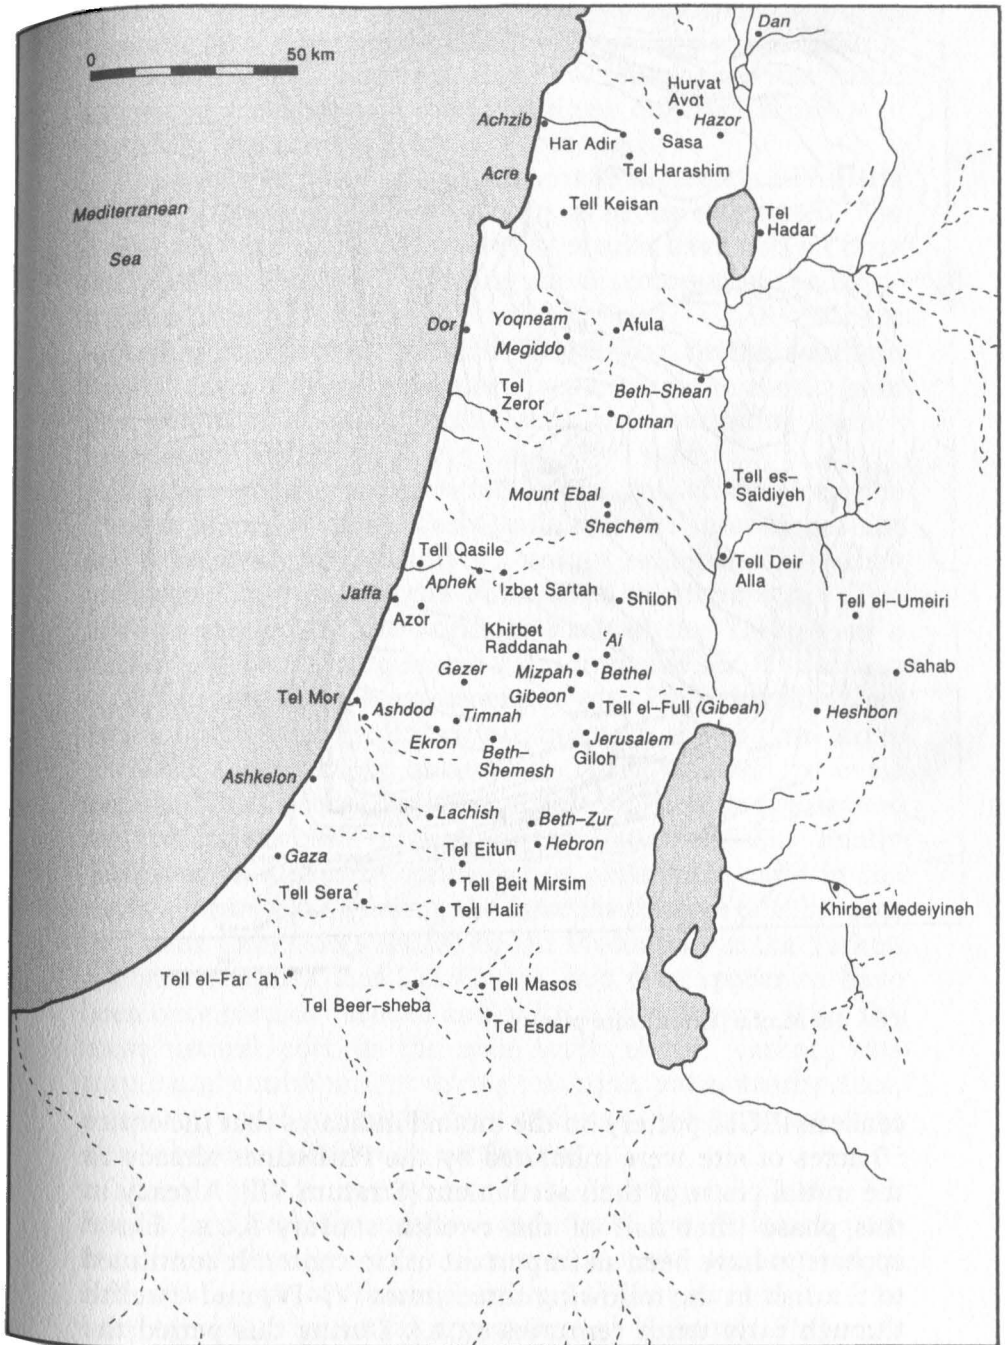 Dan
0 50 km
Hurvat
Avot
Hazor
Achzib
Har Adir
Sasa
Tel Harashim
Acre
Tell Keisan
Mediterranean
Sea
Tel
Hadar
Yoqneam
Dor
Afula
Megiddo
Beth–Shean
Tel
Zeror
Dothan
Tell es–
Saidiyeh
Mount Ebal
Shechem
Tell Qasile
Tell Deir
Alla
Aphek
ʿIzbet Sartah
Jaffa
Shiloh
Tell el–Umeiri
Azor
Khirbet
Raddanah
ʿAi
Gezer
Mizpah
Bethel
Sahab
Gibeon
Tel Mor
Tell el–Full (Gibeah)
Heshbon
Ashdod
Timnah
Ekron
Jerusalem
Beth–
Shemesh
Giloh
Ashkelon
Lachish
Beth–Zur
Hebron
Tel Eitun
Gaza
Tell Beit Mirsim
Tell Seraʿ
Tell Halif
Khirbet Medeiyineh
Tell el–Farʿah
Tell Masos
Tel Beer–sheba
Tel Esdar